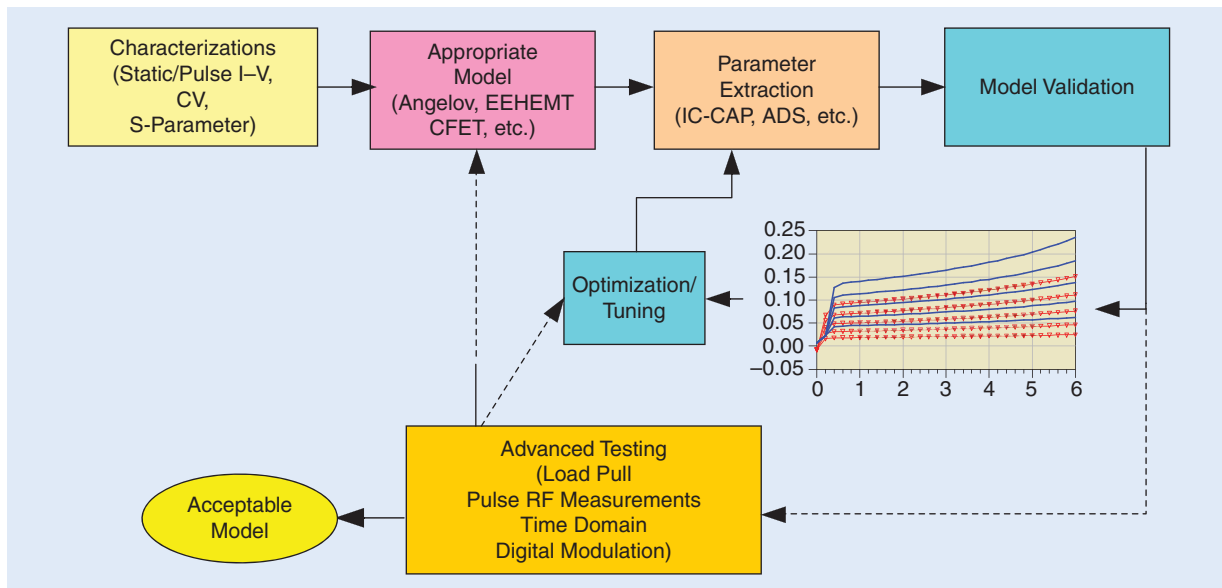 Characterizations
(Static/Pulse I–V,
CV,
S-Parameter)
Appropriate
Model
(Angelov, EEHEMT
CFET, etc.)
Parameter
Extraction
(IC-CAP, ADS, etc.)
Model Validation
Optimization/
Tuning
0.25
0.20
0.15
0.10
0.05
0.00
–0.05
0 1 2 3 4 5 6
Advanced Testing
(Load Pull
Pulse RF Measurements
Time Domain
Digital Modulation)
Acceptable
Model